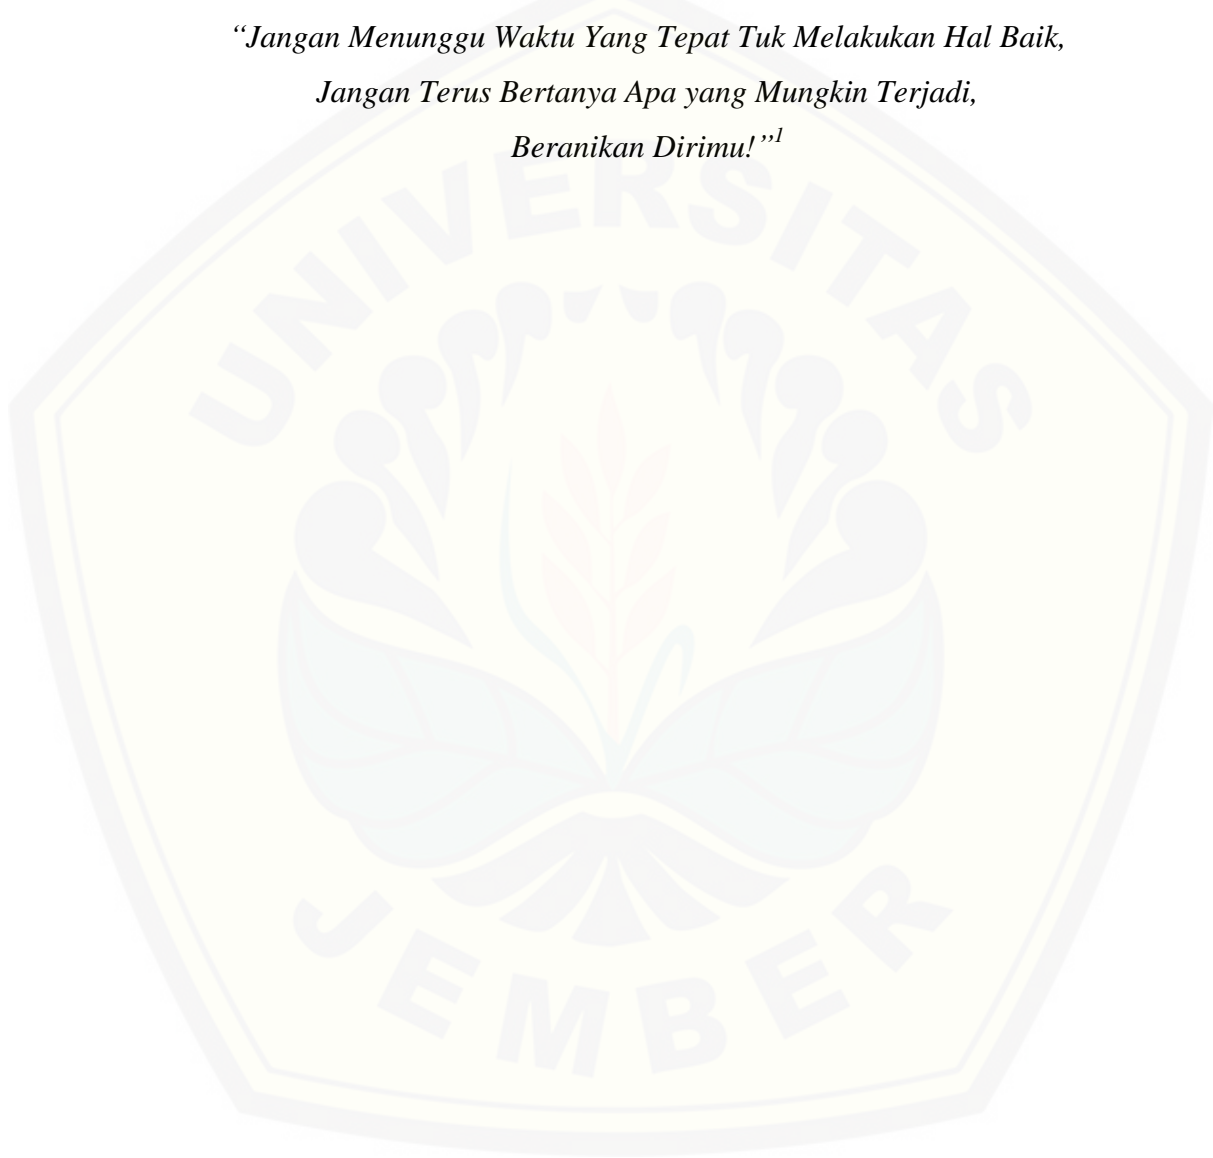 “Jangan Menunggu Waktu Yang Tepat Tuk Melakukan Hal Baik,
Jangan Terus Bertanya Apa yang Mungkin Terjadi,
Beranikan Dirimu!”1
UNIVERSITAS
JEMBER